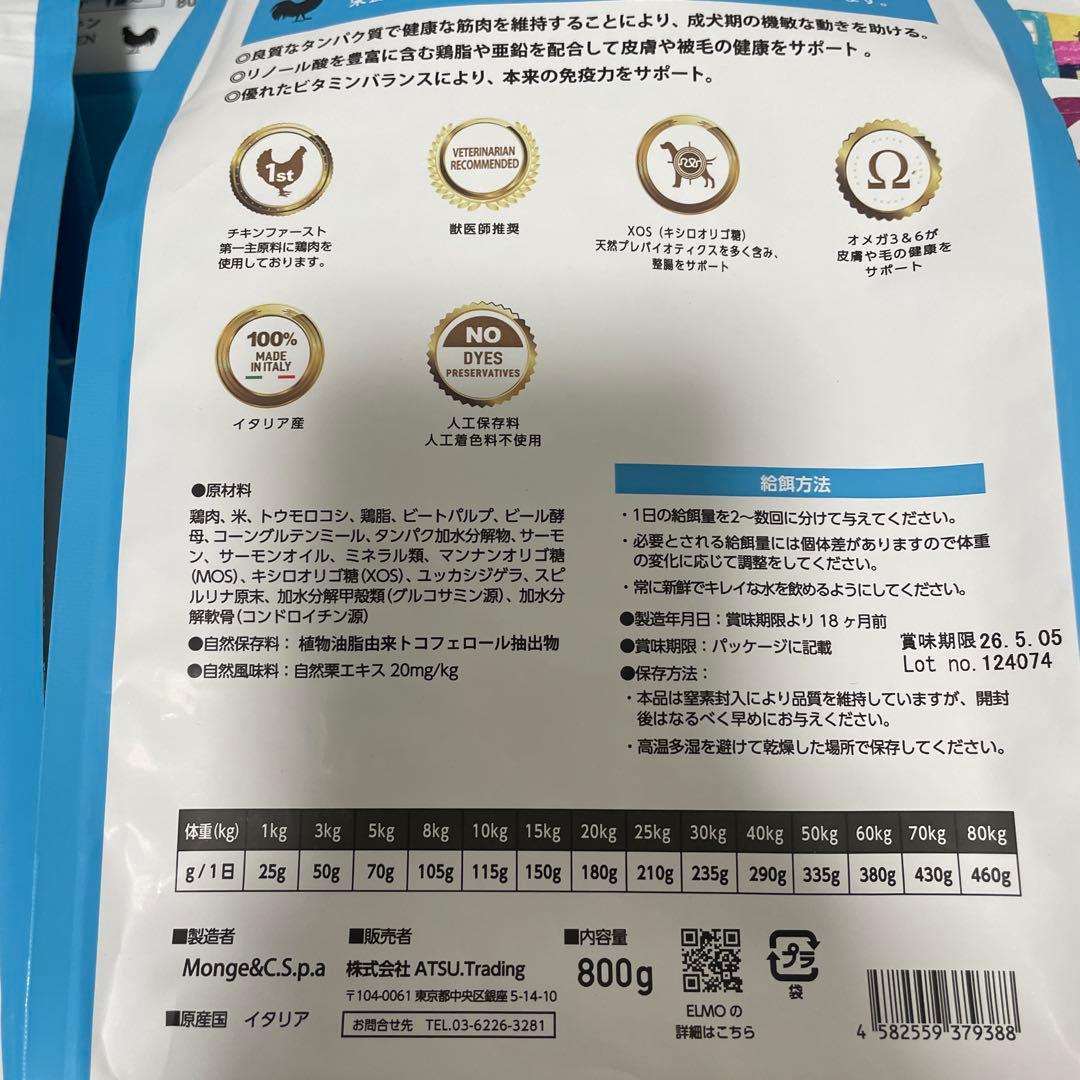 ◎良質なタンパク質で健康な筋肉を維持することにより、成犬期の機敏な動きを助ける。
◎リノール酸を豊富に含む鶏脂や亜鉛を配合して皮膚や被毛の健康をサポート。
◎優れたビタミンバランスにより、本来の免疫力をサポート。
1st
チキンファースト
第一主原料に鶏肉を
使用しております。
VETERINARIAN
RECOMMENDED
獣医師推奨
XOS（キシロオリゴ糖）
天然プレバイオティクスを多く含み、
整腸をサポート
Ω
オメガ3＆6が
皮膚や毛の健康を
サポート
100%
MADE
IN ITALY
イタリア産
NO
DYES
PRESERVATIVES
人工保存料
人工着色料不使用
●原材料
鶏肉、米、トウモロコシ、鶏脂、ビートパルプ、ビール酵
母、コーングルテンミール、タンパク加水分解物、サーモ
ン、サーモンオイル、ミネラル類、マンナンオリゴ糖
(MOS)、キシロオリゴ糖(XOS)、ユッカシジゲラ、スピ
ルリナ原末、加水分解甲殻類(グルコサミン源)、加水分
解軟骨(コンドロイチン源)
●自然保存料：植物油脂由来トコフェロール抽出物
●自然風味料：自然栗エキス 20mg/kg
給餌方法
・1日の給餌量を2〜数回に分けて与えてください。
・必要とされる給餌量には個体差がありますので体重
の変化に応じて調整をしてください。
・常に新鮮でキレイな水を飲めるようにしてください。
●製造年月日：賞味期限より18ヶ月前
●賞味期限：パッケージに記載
賞味期限26.5.05
Lot no.124074
●保存方法：
・本品は窒素封入により品質を維持していますが、開封
後はなるべく早めにお与えください。
・高温多湿を避けて乾燥した場所で保存してください。
体重(kg) 1kg 3kg 5kg 8kg 10kg 15kg 20kg 25kg 30kg 40kg 50kg 60kg 70kg 80kg
g/1日 25g 50g 70g 105g 115g 150g 180g 210g 235g 290g 335g 380g 430g 460g
■製造者
Monge&C.S.p.a
■原産国 イタリア
■販売者
株式会社 ATSU.Trading
〒104-0061 東京都中央区銀座 5-14-10
お問合せ先 TEL.03-6226-3281
■内容量
800g
ELMO の
詳細はこちら
プラ
袋
4 582559 379388